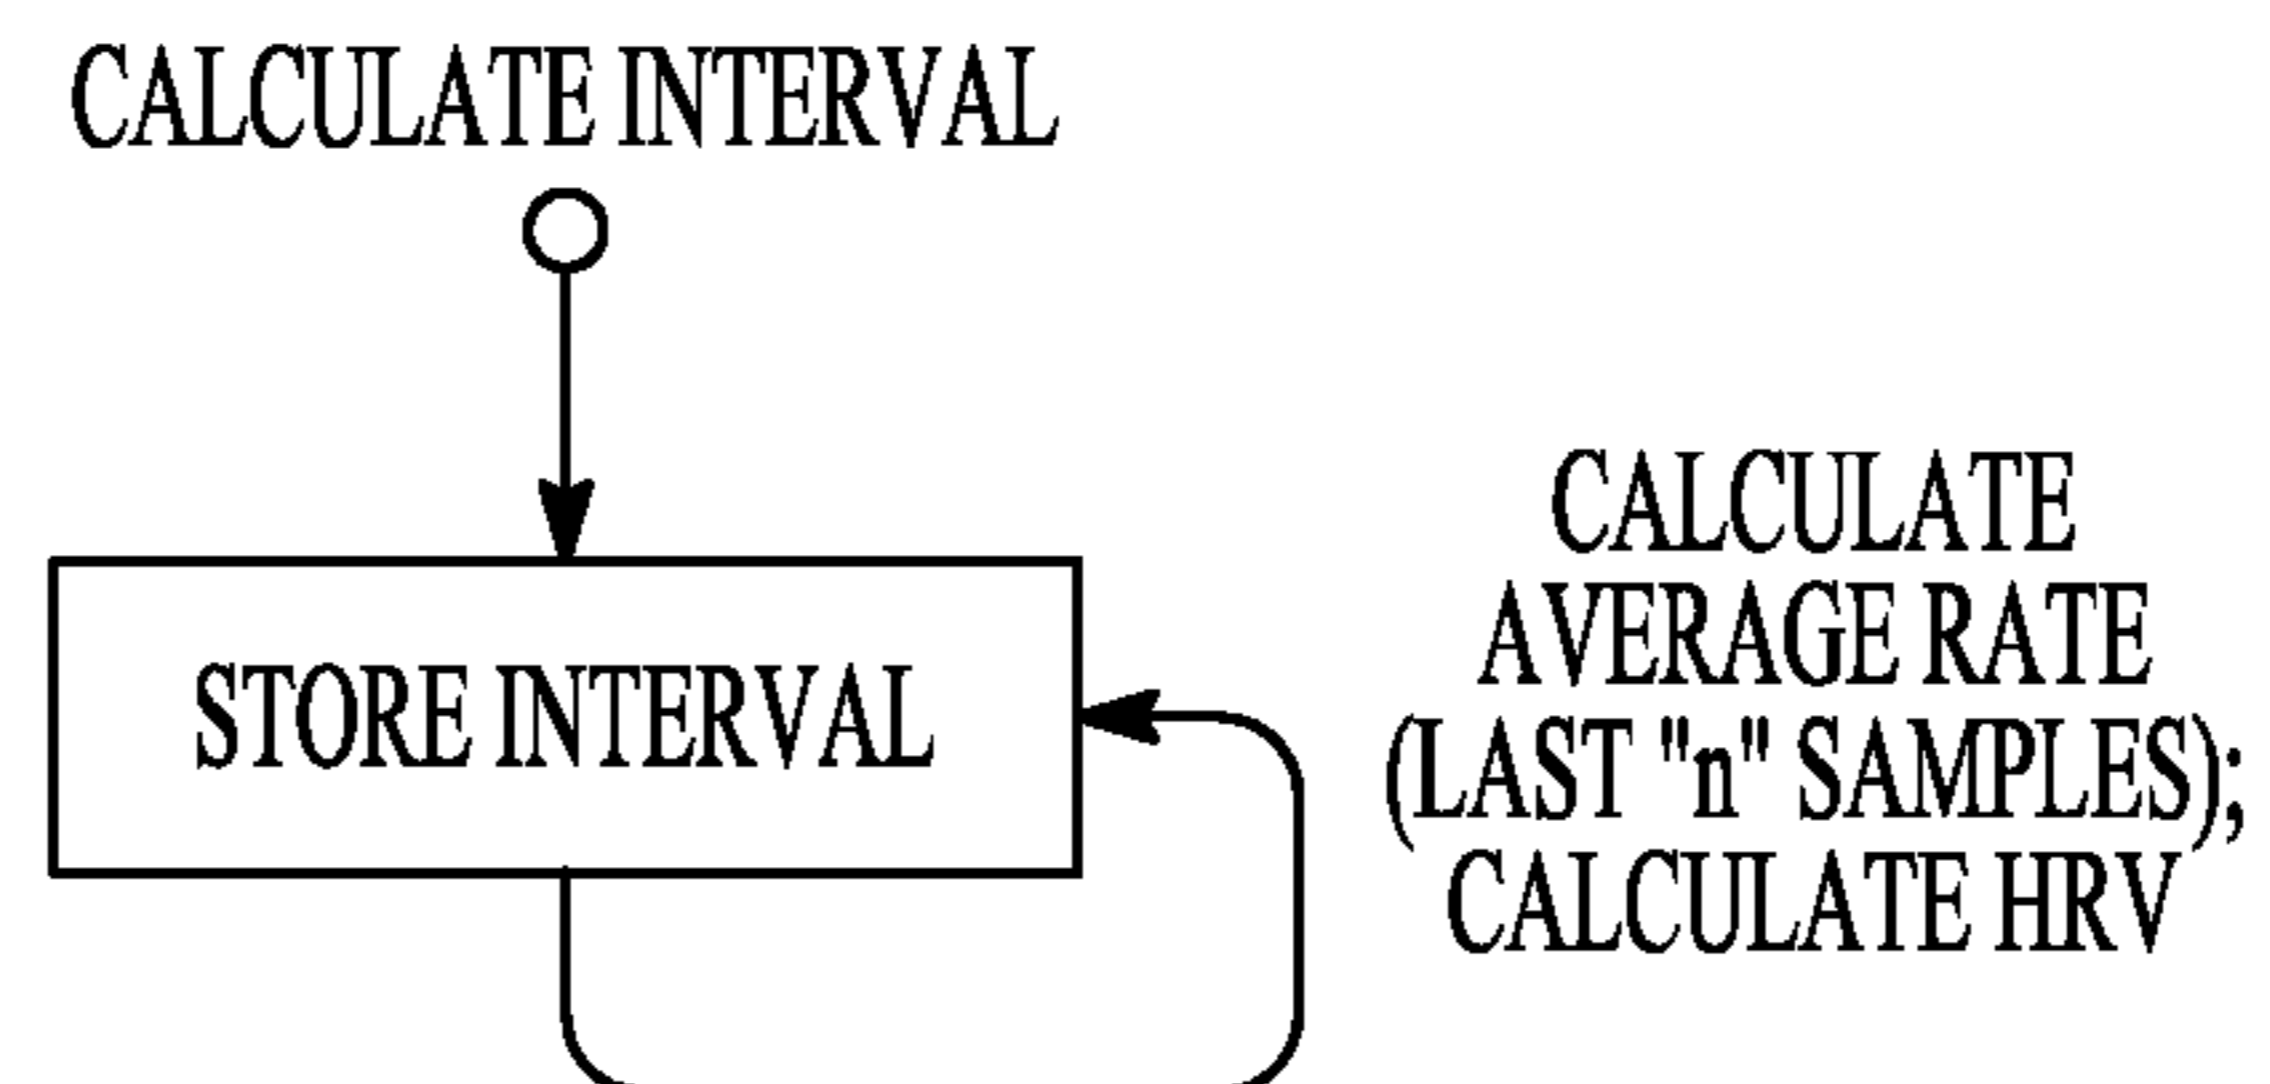 CALCULATE INTERVAL
STORE INTERVAL
CALCULATE
AVERAGE RATE
(LAST "n" SAMPLES);
CALCULATE HRV